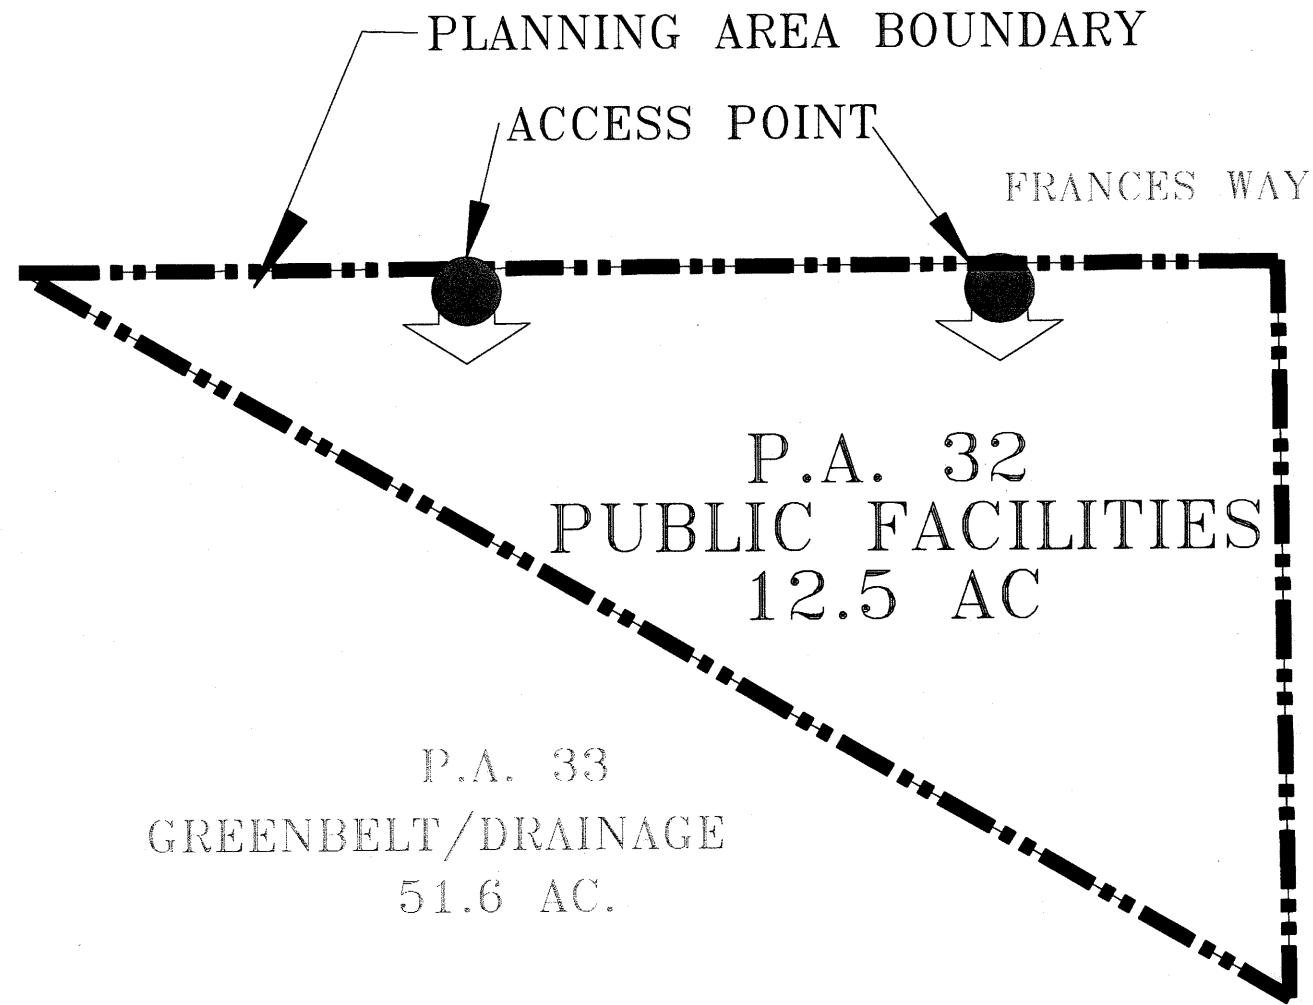 PLANNING AREA BOUNDARY
ACCESS POINT
FRANCES WAY
P.A. 32
PUBLIC FACILITIES
12.5 AC
P.A. 33
GREENBELT/DRAINAGE
51.6 AC.